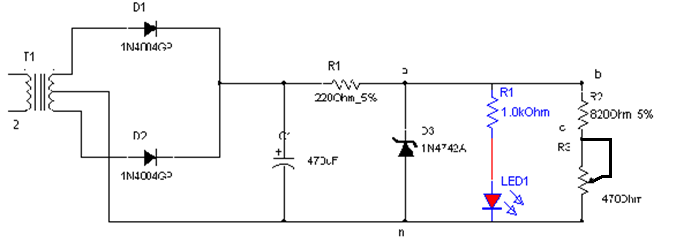 D1
1N4004GP
T1
2
D2
1N4004GP
R1
220Ohm_5%
C1
470uF
a
D3
1N4742A
R1
1.0kOhm
LED1
b
R2
820Ohm 5%
c
R3
470Ohm
n